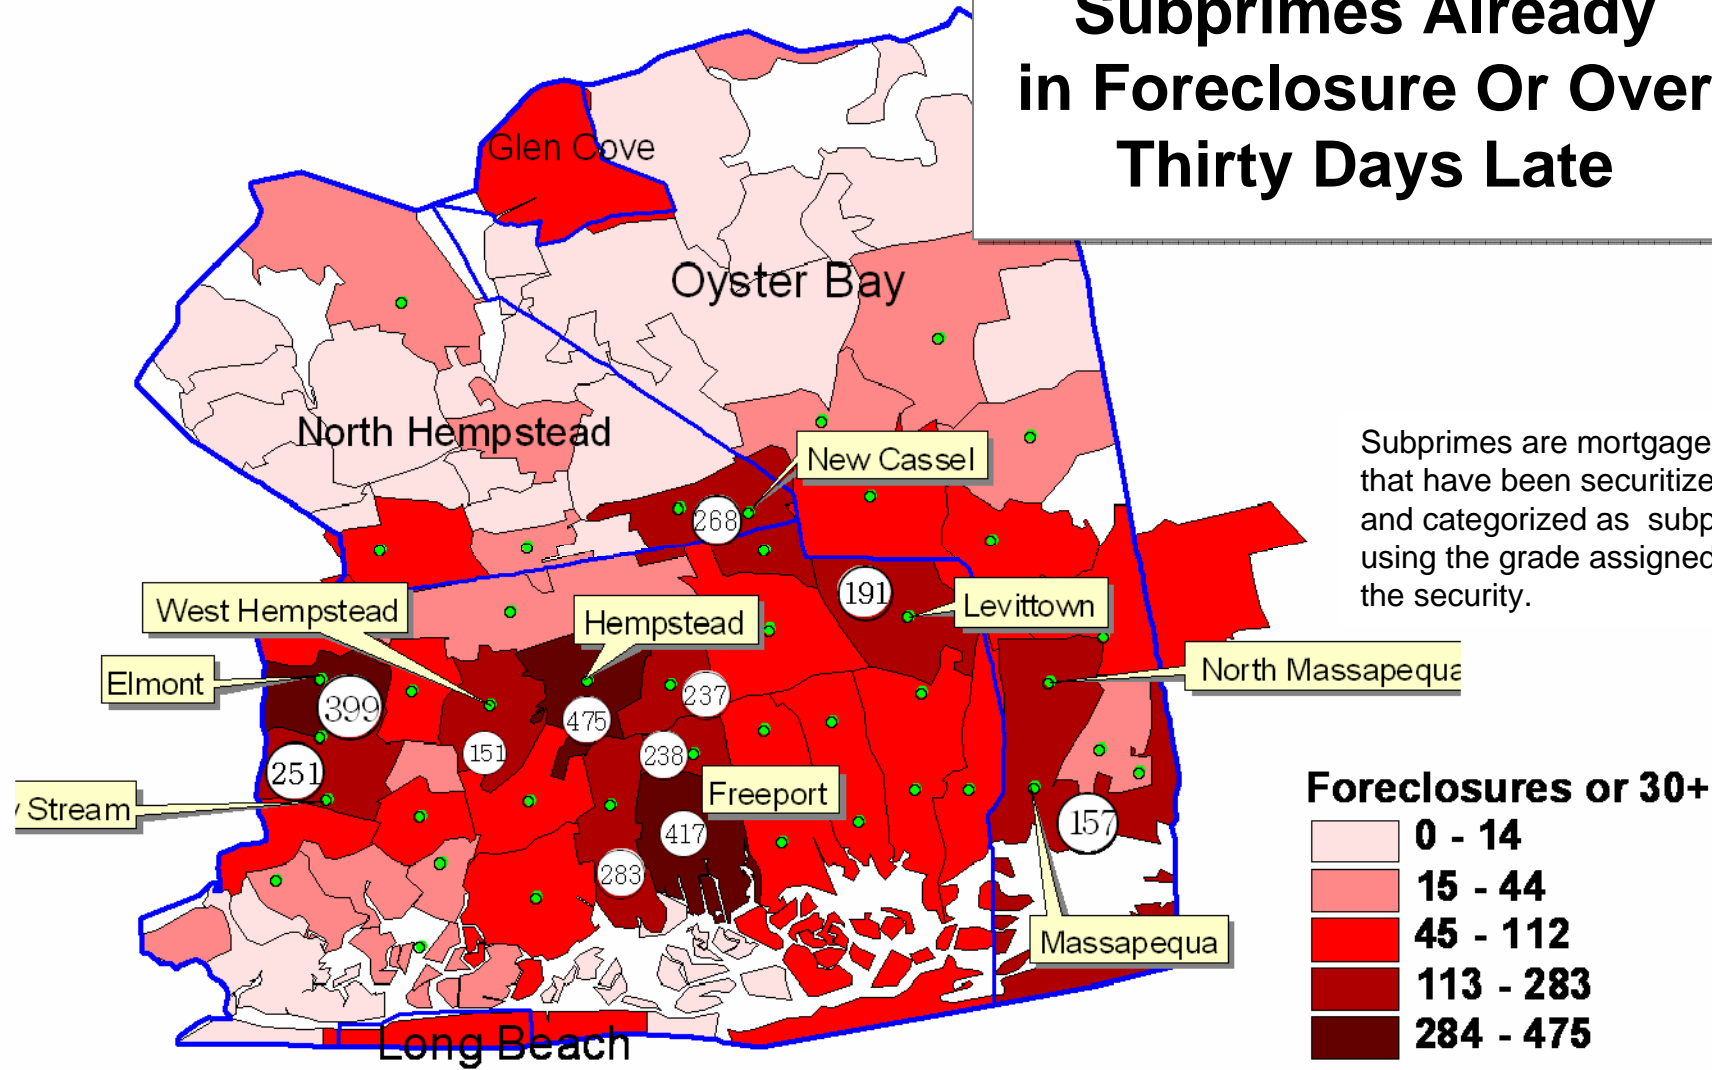 Subprimes Already
in Foreclosure Or Over
Thirty Days Late
Glen Cove
Oyster Bay
North Hempstead
Subprimes are mortgage
that have been securitize
and categorized as subp
using the grade assigned
the security.
New Cassel
268
West Hempstead
Hempstead
191
Levittown
Elmont
399
475
237
North Massapequa
151
238
251
Stream
Freeport
417
157
283
Massapequa
Long Beach
Foreclosures or 30+
0 - 14
15 - 44
45 - 112
113 - 283
284 - 475